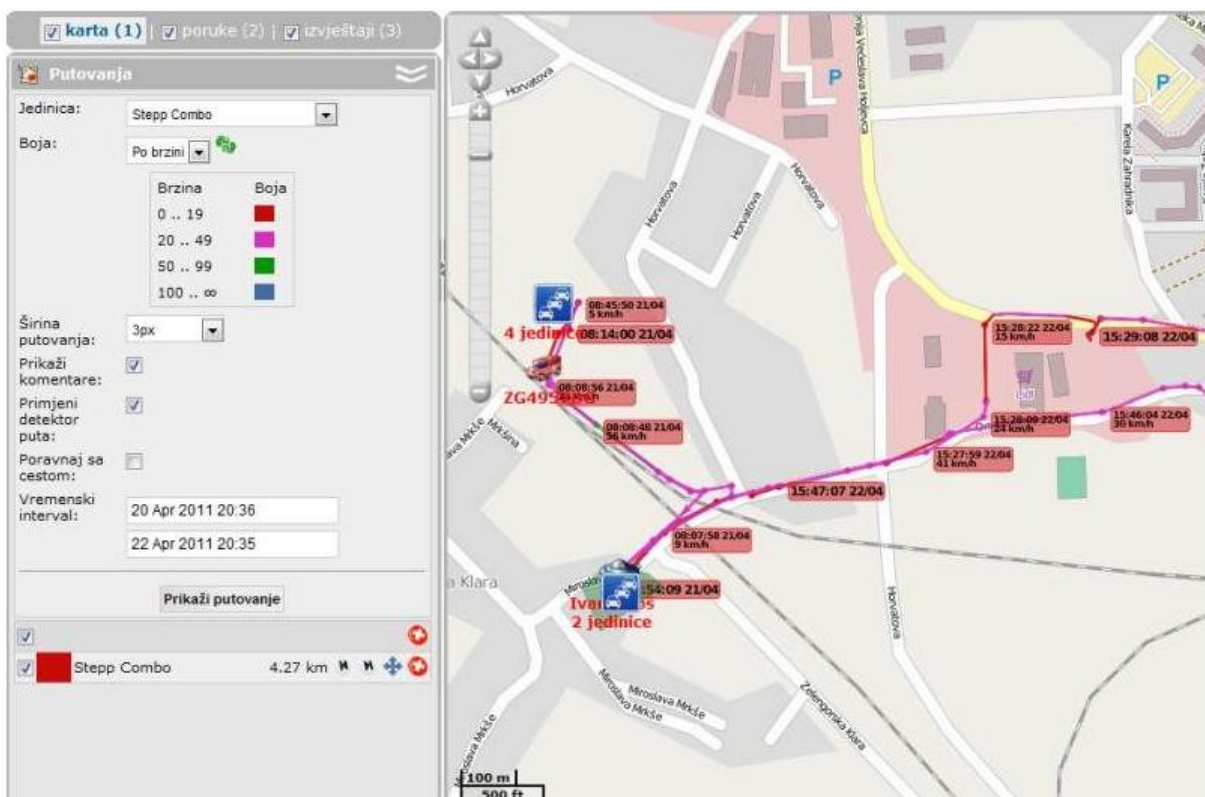 karta (1) | poruke (2) | izvještaji (3)
Putovanja
Jedinica:
Stepp Combo
Boja:
Po brzini
Brzina Boja
0 .. 19
20 .. 49
50 .. 99
100 .. ∞
Širina putovanja:
3px
Prikaži komentare:
Primjeni detektor puta:
Poravnaj sa cestom:
Vremenski interval:
20 Apr 2011 20:36
22 Apr 2011 20:35
Prikaži putovanje
Stepp Combo 4.27 km
Horvatova
Horvatova
Horvatova
Horvatova
Horvatova
P
P
Karela Zahradnika
Većeslava Holjevca
08:45:50 21/04
5 km/h
4 jedinice
08:14:00 21/04
08:08:56 21/04
08:08:48 21/04
56 km/h
Mrkšina
15:28:22 22/04
15 km/h
15:29:08 22/04
Lidl
15:28:09 22/04
24 km/h
15:46:04 22/04
30 km/h
15:27:59 22/04
41 km/h
15:47:07 22/04
08:07:58 21/04
9 km/h
a Klara
:54:09 21/04
2 jedinice
Miroslava Mrkše
Miroslava Mrkše
Miroslava Mrkše
Zelengorska Klara
100 m
500 ft